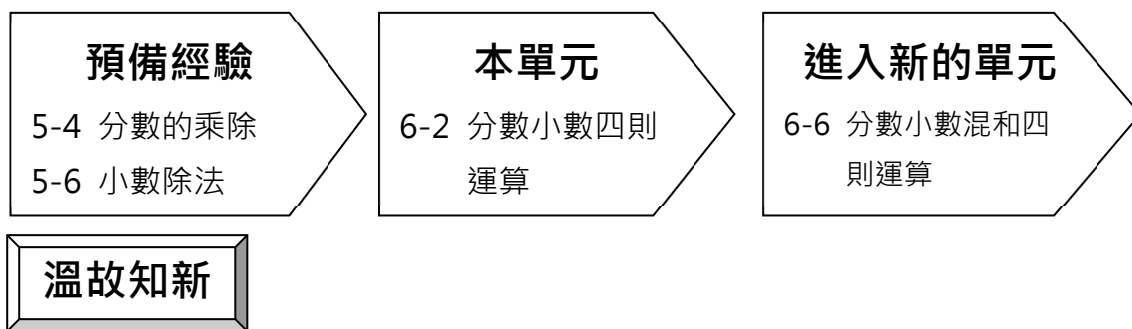 預備經驗
5-4 分數的乘除
5-6 小數除法
本單元
6-2 分數小數四則
運算
進入新的單元
6-6 分數小數混和四
則運算
溫故知新